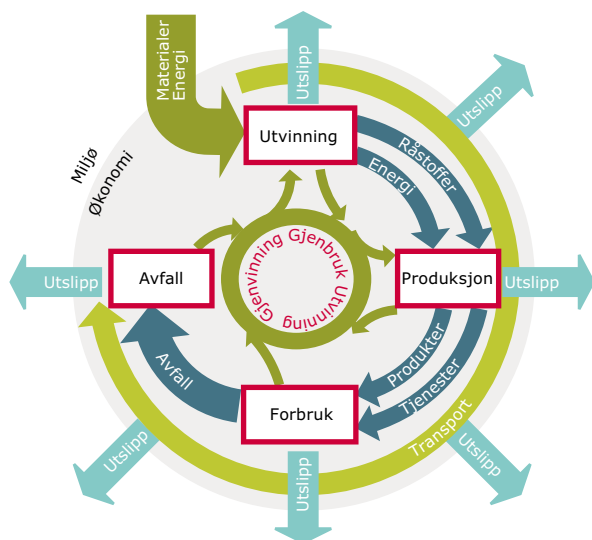 Materialer
Energi
Utslipp
Utslipp
Miljø
Økonomi
Utvinning
Råstoffer
Energi
Gjenvinning Gjenbruk Utvinning
Utslipp
Avfall
Produksjon
Utslipp
Avfall
Produkter
Tjenester
Forbruk
Transport
Utslipp
Utslipp
Utslipp